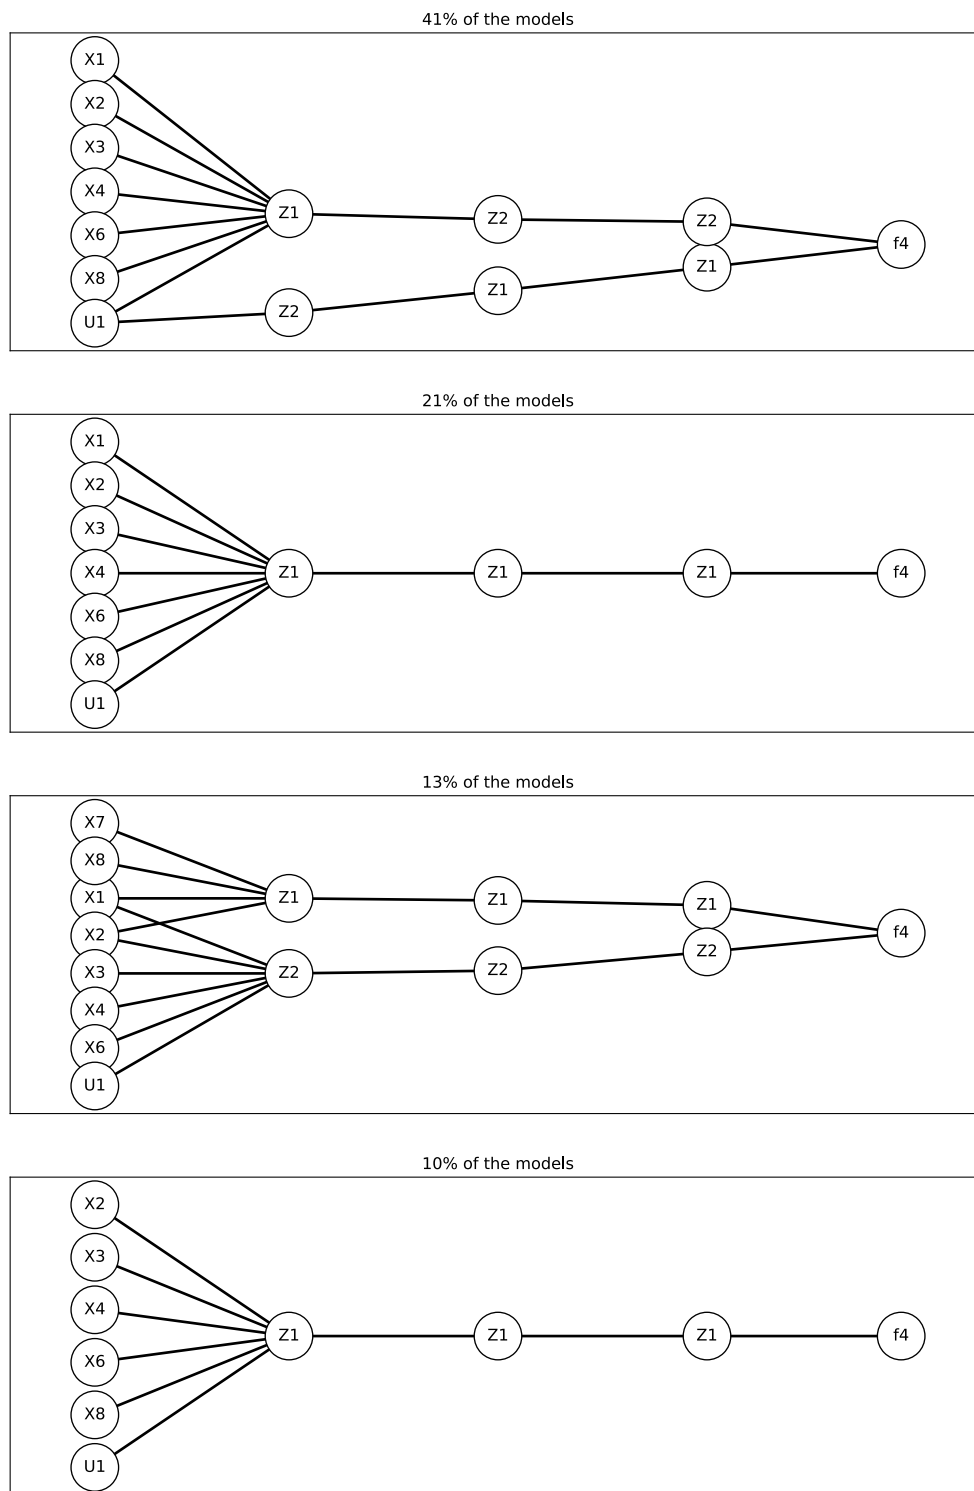 41% of the models
X1
X2
X3
X4
X6
X8
U1
Z1
Z2
Z2
Z1
Z2
Z1
f4
21% of the models
X1
X2
X3
X4
X6
X8
U1
Z1
Z1
Z1
f4
13% of the models
X7
X8
X1
X2
X3
X4
X6
U1
Z1
Z2
Z1
Z2
Z1
Z2
f4
10% of the models
X2
X3
X4
X6
X8
U1
Z1
Z1
Z1
f4